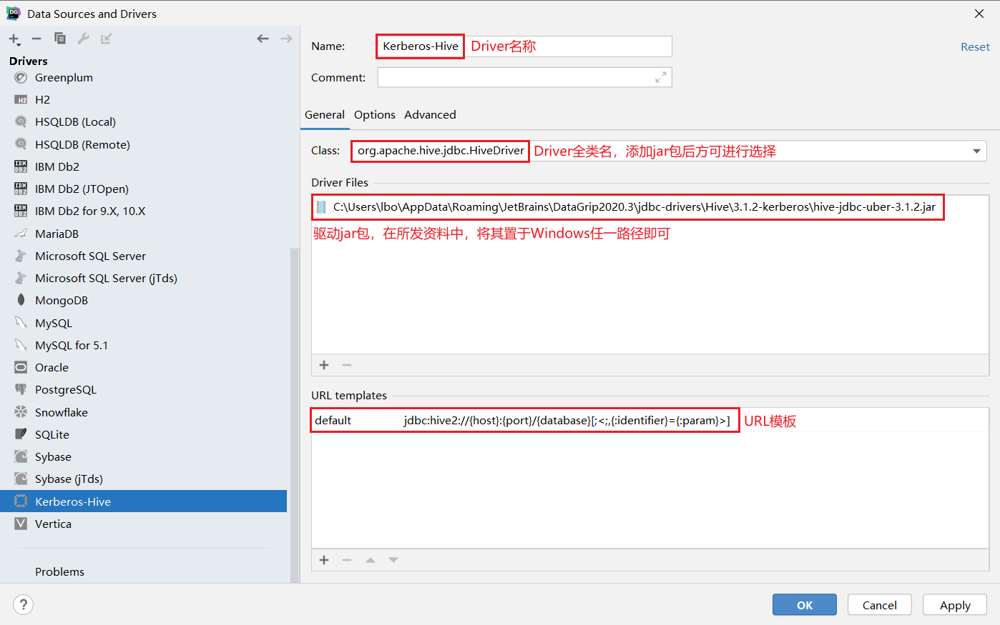 Data Sources and Drivers
Drivers
Greenplum
H2
HSQLDB (Local)
HSQLDB (Remote)
IBM Db2
IBM Db2 (JTOpen)
IBM Db2 for 9.X, 10.X
MariaDB
Microsoft SQL Server
Microsoft SQL Server (jTds)
MongoDB
MySQL
MySQL for 5.1
Oracle
PostgreSQL
Snowflake
SQLite
Sybase
Sybase (jTds)
Kerberos-Hive
Vertica
Problems
Name: Kerberos-Hive Driver名称 Reset
Comment:
General Options Advanced
Class: org.apache.hive.jdbc.HiveDriver Driver全类名，添加jar包后方可进行选择
Driver Files
C:\Users\lbo\AppData\Roaming\JetBrains\DataGrip2020.3\jdbc-drivers\Hive\3.1.2-kerberos\hive-jdbc-uber-3.1.2.jar
驱动jar包，在所发资料中，将其置于Windows任一路径即可
URL templates
default jdbc:hive2://{host}:{port}/{database}[;<;,{:identifier}={:param}>] URL模板
? OK Cancel Apply